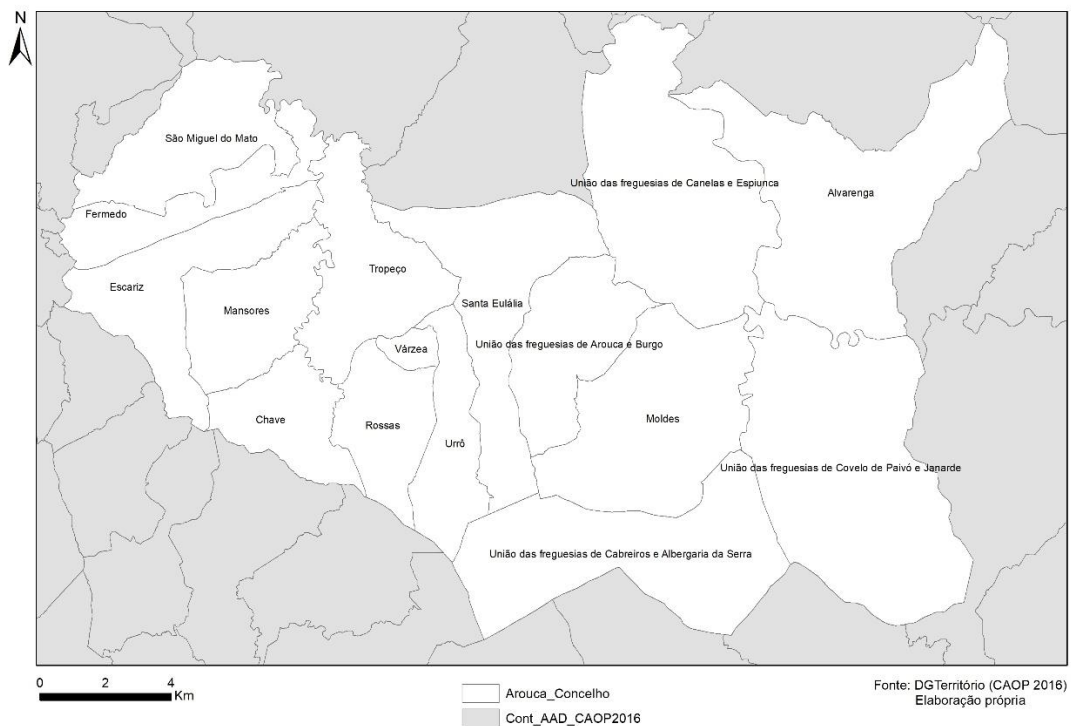 N
São Miguel do Mato
União das freguesias de Canelas e Espiunca
Alvarenga
Fermedo
Tropeço
Escariz
Mansores
Santa Eulália
Várzea
União das freguesias de Arouca e Burgo
Chave
Rossas
Moldes
Urrô
União das freguesias de Covelo de Paivó e Janarde
União das freguesias de Cabreiros e Albergaria da Serra
0 2 4
Km
Arouca_Concelho
Cont_AAD_CAOP2016
Fonte: DGTerritório (CAOP 2016)
Elaboração própria